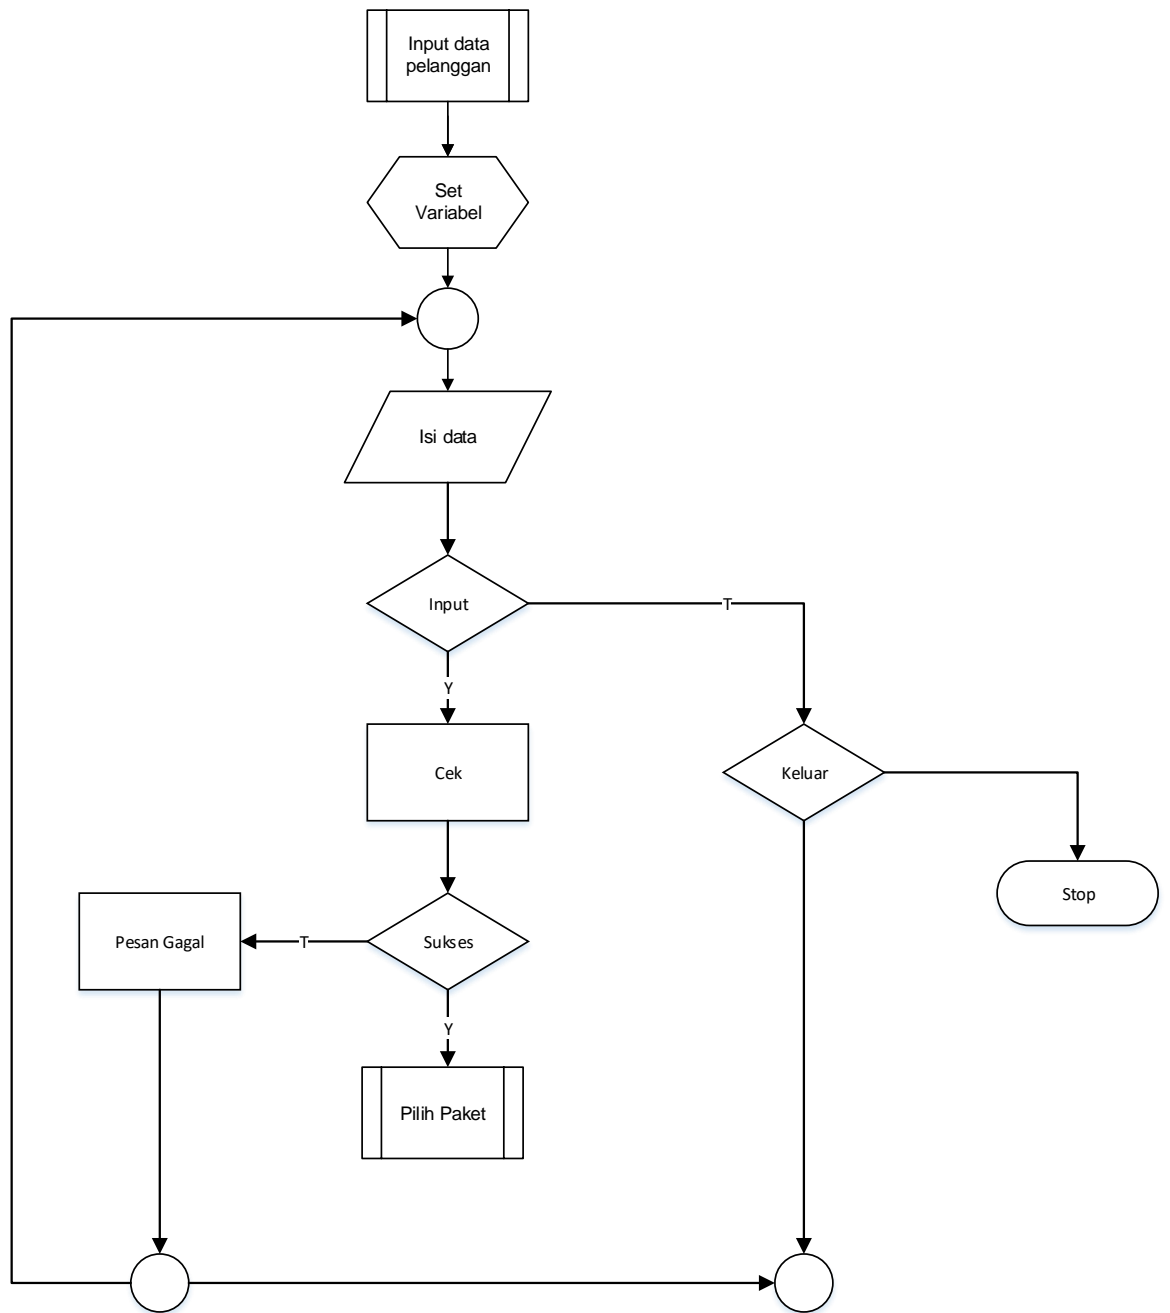 Input data
pelanggan
Set
Variabel
Isi data
Input
T
Y
Cek
Keluar
Stop
Pesan Gagal
T
Sukses
Y
Pilih Paket